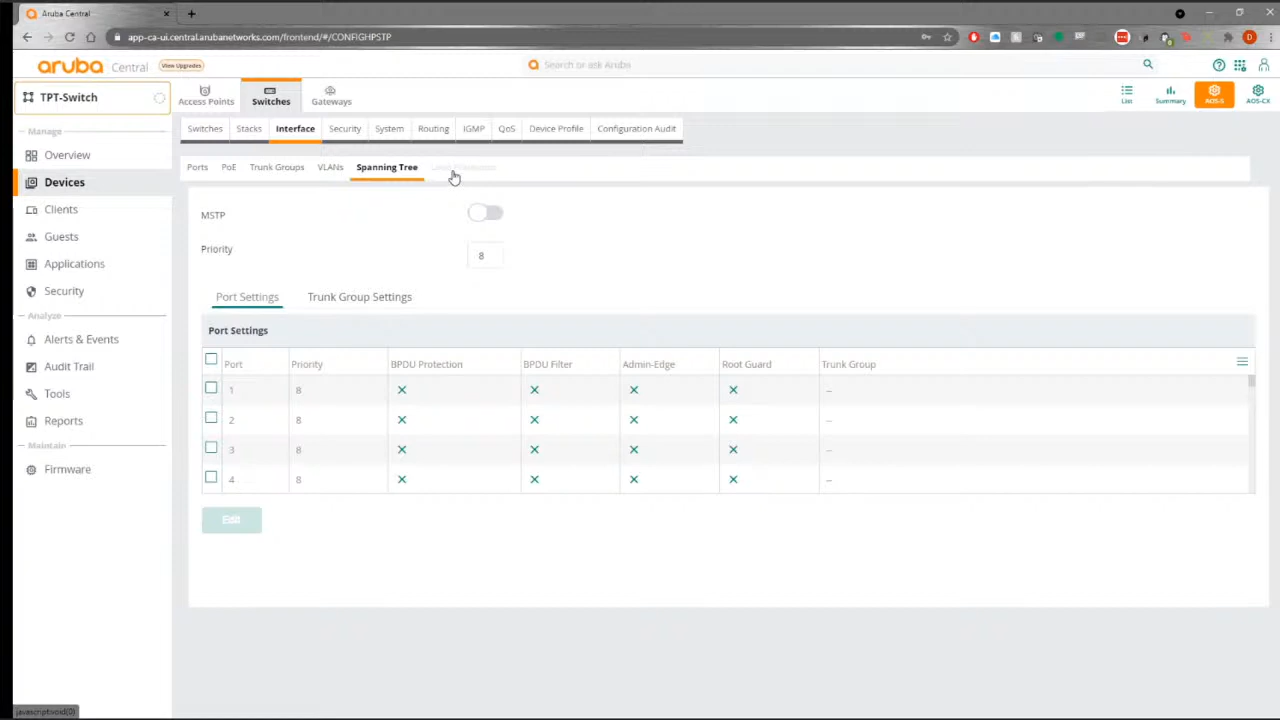 Aruba Central
app-ca-ui.central.arubanetworks.com/frontend/#/CONFIGHPSTP
aruba Central View Upgrades
Search or ask Aruba
TPT-Switch
Access Points
Switches
Gateways
List
Summary
AOS-S
AOS-CX
Switches Stacks Interface Security System Routing IGMP QoS Device Profile Configuration Audit
Ports PoE Trunk Groups VLANs Spanning Tree
Manage
Overview
Devices
Clients
Guests
Applications
Security
Analyze
Alerts & Events
Audit Trail
Tools
Reports
Maintain
Firmware
MSTP
Priority 8
Port Settings Trunk Group Settings
Port Settings
Port Priority BPDU Protection BPDU Filter Admin-Edge Root Guard Trunk Group
1 8 --
2 8 --
3 8 --
4 8 --
Edit
javascript:void(0)